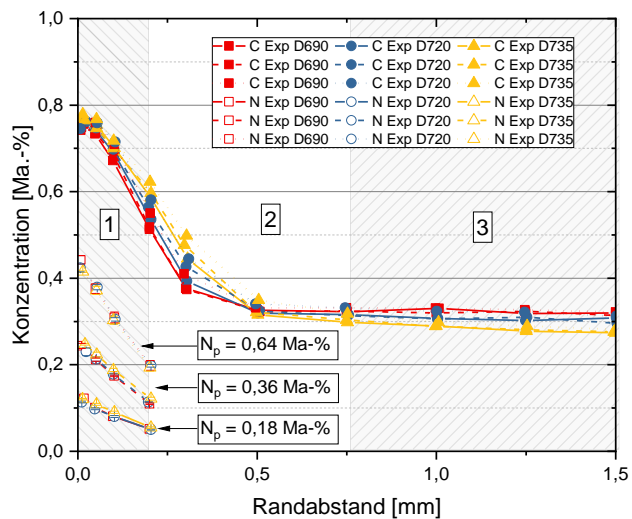 1,0
0,8
0,6
0,4
0,2
0,0
Konzentration [Ma.-%]
C Exp D690 C Exp D720 C Exp D735
C Exp D690 C Exp D720 C Exp D735
C Exp D690 C Exp D720 C Exp D735
N Exp D690 N Exp D720 N Exp D735
N Exp D690 N Exp D720 N Exp D735
N Exp D690 N Exp D720 N Exp D735
1 2 3
Np = 0,64 Ma-%
Np = 0,36 Ma-%
Np = 0,18 Ma-%
0,0 0,5 1,0 1,5
Randabstand [mm]